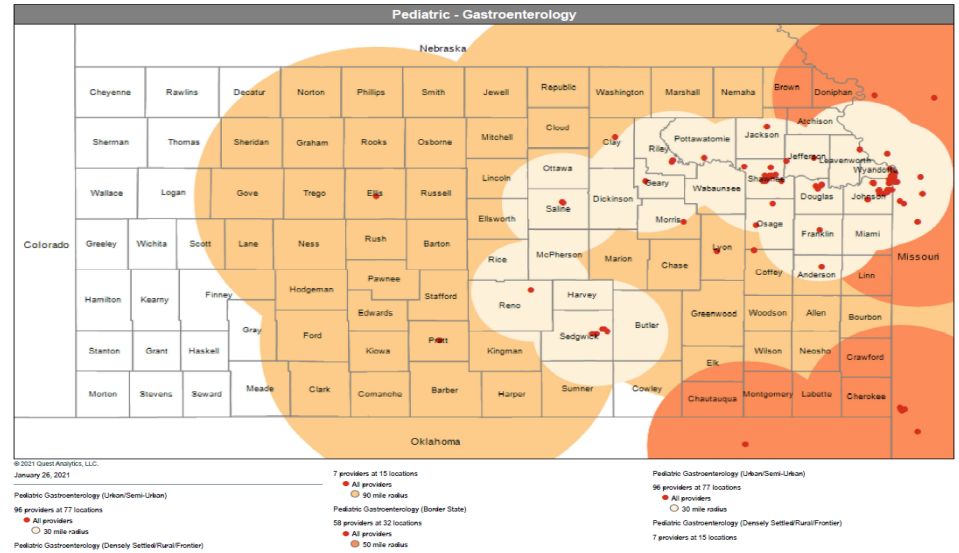 Pediatric - Gastroenterology
Nebraska
Cheyenne Rawlins Decatur Norton Phillips Smith Jewell Republic Washington Marshall Nemaha Brown Doniphan
Sherman Thomas Sheridan Graham Rooks Osborne Mitchell Cloud Clay Riley Pottawatomie Jackson Atchison
Jefferson Leavenworth Wyandotte
Wallace Logan Gove Trego Ellis Russell Lincoln Ottawa Saline Dickinson Geary Wabaunsee Shawnee Douglas Johnson
Colorado Greeley Wichita Scott Lane Ness Rush Barton Ellsworth Rice McPherson Marion Morris Chase Lyon Osage Franklin Miami Missouri
Hamilton Kearny Finney Hodgeman Pawnee Stafford Reno Harvey Coffey Anderson Linn
Gray Ford Edwards Sedgwick Butler Greenwood Woodson Allen Bourbon
Stanton Grant Haskell Kiowa Pratt Kingman Elk Wilson Neosho Crawford
Morton Stevens Seward Meade Clark Comanche Barber Harper Sumner Cowley Chautauqua Montgomery Labette Cherokee
Oklahoma
© 2021 Quest Analytics, LLC.
January 26, 2021
Pediatric Gastroenterology (Urban/Semi-Urban)
96 providers at 77 locations
All providers
30 mile radius
Pediatric Gastroenterology (Densely Settled/Rural/Frontier)
7 providers at 15 locations
All providers
90 mile radius
Pediatric Gastroenterology (Border State)
58 providers at 32 locations
All providers
50 mile radius
Pediatric Gastroenterology (Urban/Semi-Urban)
96 providers at 77 locations
All providers
30 mile radius
Pediatric Gastroenterology (Densely Settled/Rural/Frontier)
7 providers at 15 locations